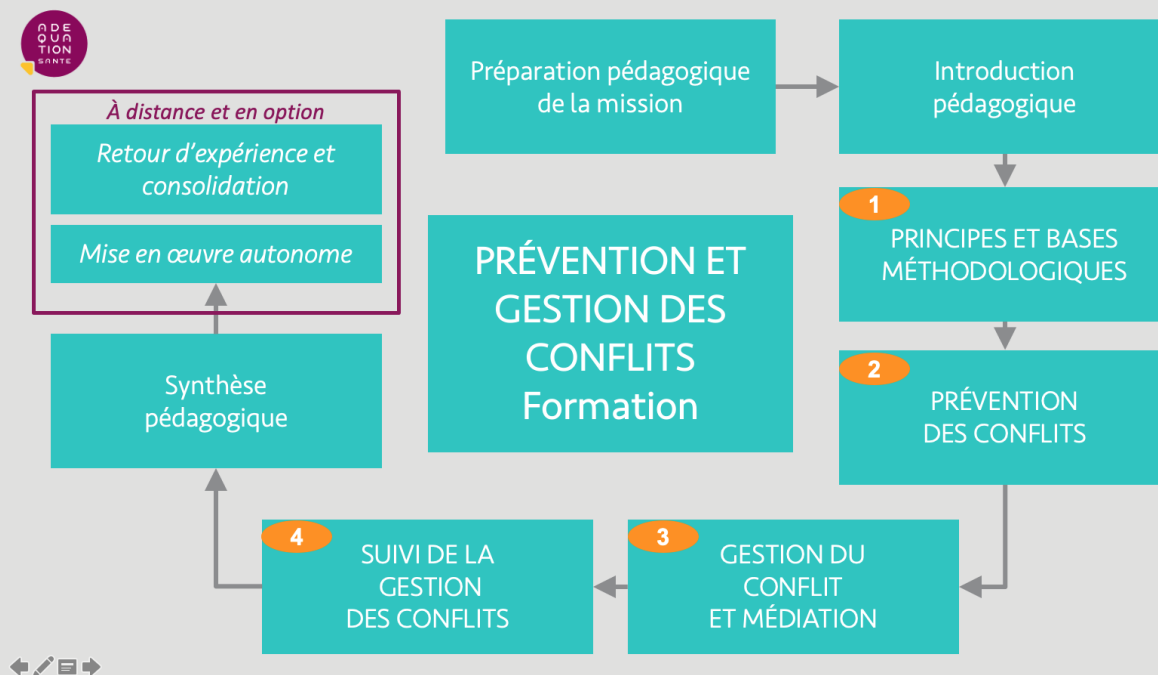 ADE
QUA
TION
SANTE
Préparation pédagogique
de la mission
Introduction
pédagogique
À distance et en option
Retour d’expérience et
consolidation
Mise en œuvre autonome
1
PRINCIPES ET BASES
MÉTHODOLOGIQUES
PRÉVENTION ET
GESTION DES
CONFLITS
Formation
2
PRÉVENTION
DES CONFLITS
Synthèse
pédagogique
4
SUIVI DE LA
GESTION
DES CONFLITS
3
GESTION DU
CONFLIT
ET MÉDIATION